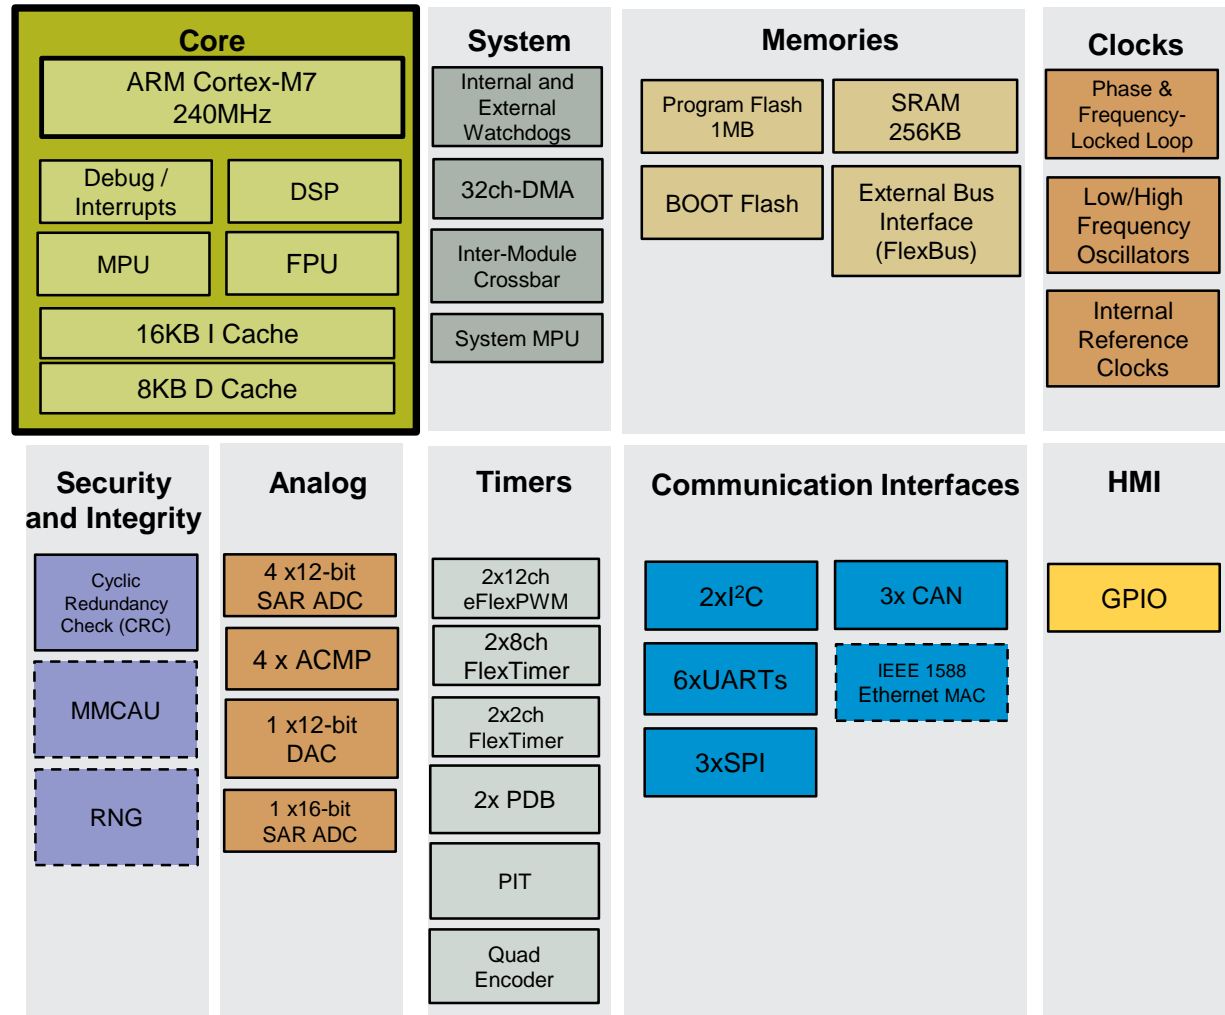 Core
ARM Cortex-M7
240MHz
Debug /
Interrupts
DSP
MPU
FPU
16KB I Cache
8KB D Cache
System
Internal and
External
Watchdogs
32ch-DMA
Inter-Module
Crossbar
System MPU
Memories
Program Flash
1MB
SRAM
256KB
BOOT Flash
External Bus
Interface
(FlexBus)
Clocks
Phase &
Frequency-
Locked Loop
Low/High
Frequency
Oscillators
Internal
Reference
Clocks
Security
and Integrity
Cyclic
Redundancy
Check (CRC)
MMCAU
RNG
Analog
4 x12-bit
SAR ADC
4 x ACMP
1 x12-bit
DAC
1 x16-bit
SAR ADC
Timers
2x12ch
eFlexPWM
2x8ch
FlexTimer
2x2ch
FlexTimer
2x PDB
PIT
Quad
Encoder
Communication Interfaces
2xI²C
3x CAN
6xUARTs
IEEE 1588
Ethernet MAC
3xSPI
HMI
GPIO